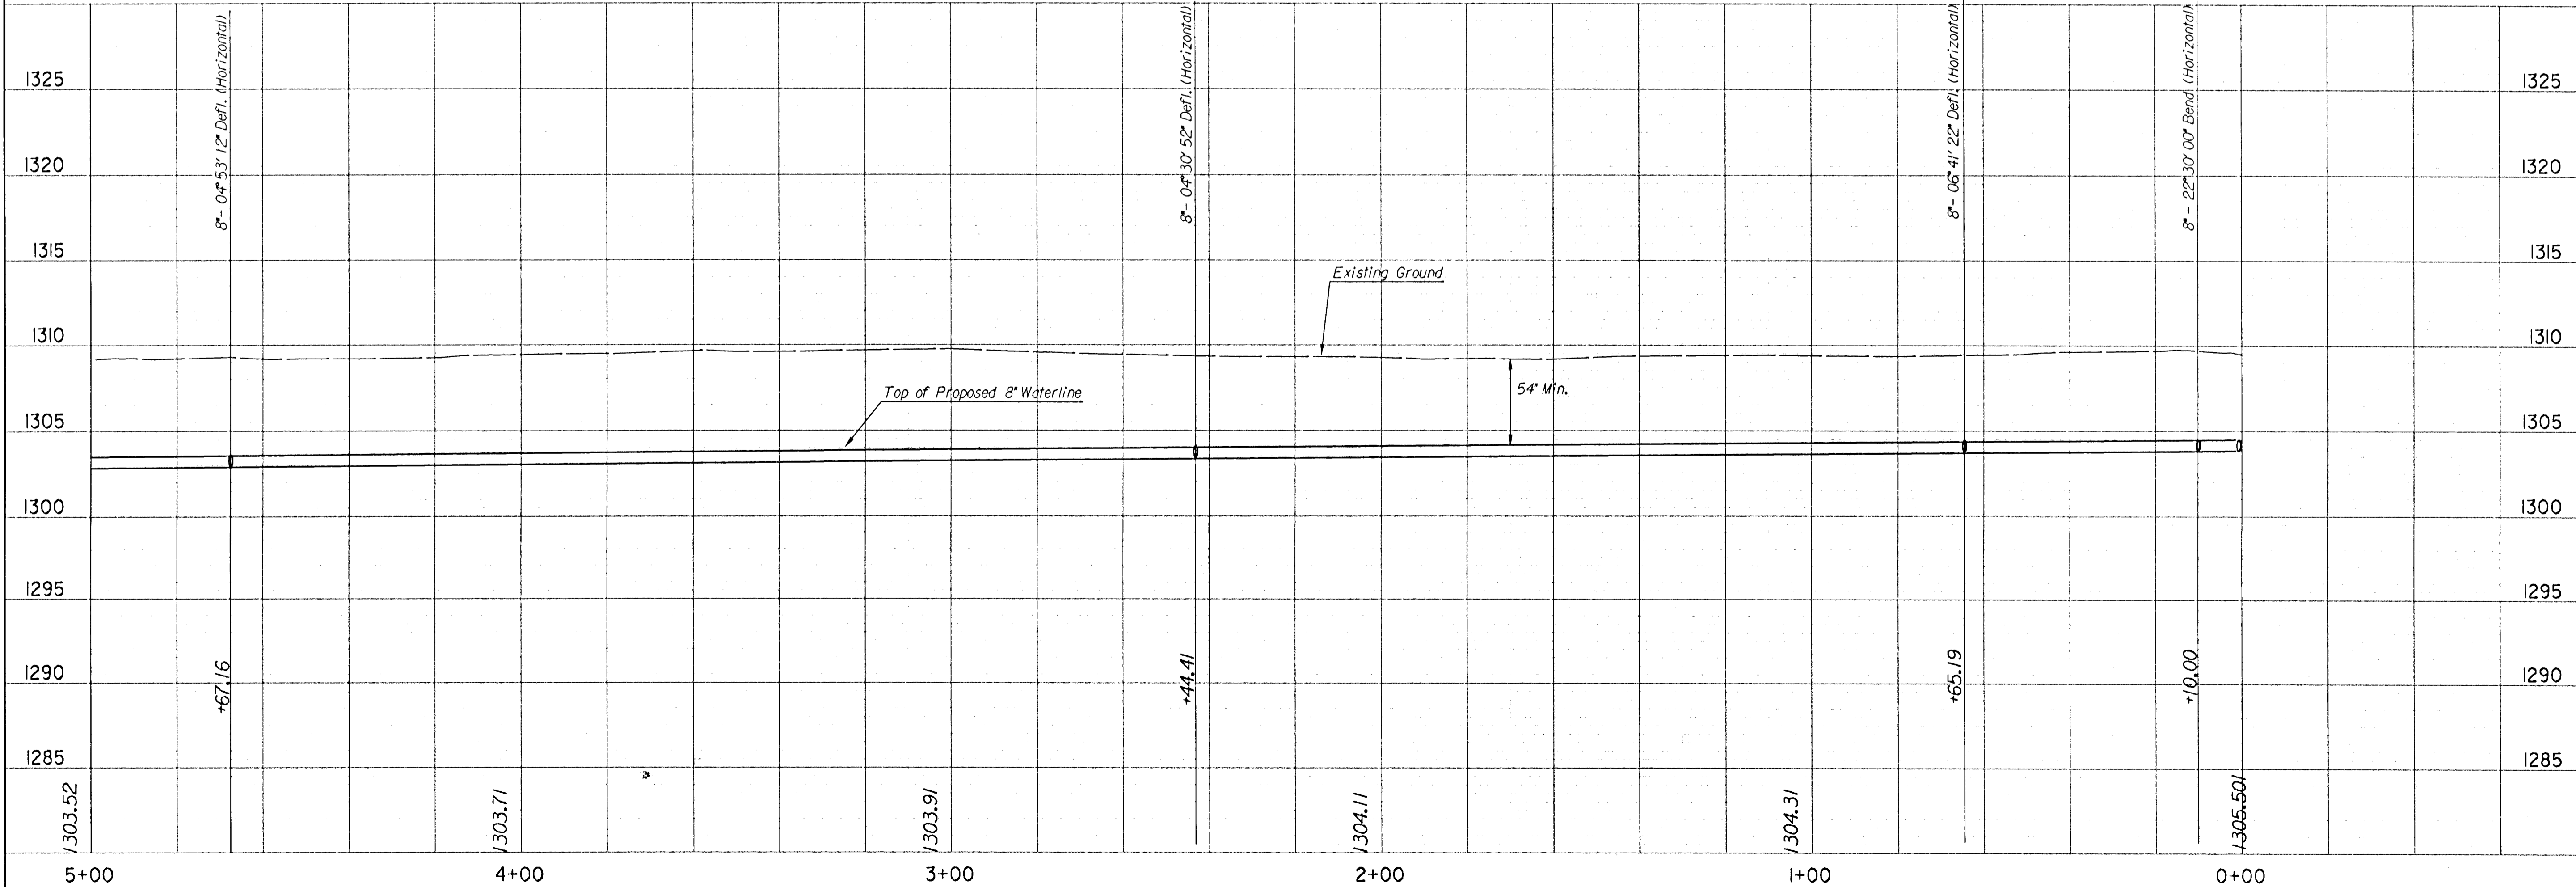 8"- 04° 53' 12" Defl. (Horizontal)
8"- 04° 30' 52" Defl. (Horizontal)
8"- 06° 41' 22" Defl. (Horizontal)
8" - 22° 30' 00" Bend (Horizontal)
1325 1325
1320 1320
1315 1315
Existing Ground
1310 1310
Top of Proposed 8" Waterline
54" Min.
1305 1305
1300 1300
1295 1295
1290 1290
+67.16
+44.41
+65.19
+10.00
1285 1285
1303.52
1303.71
1303.91
1304.11
1304.31
1305.501
5+00 4+00 3+00 2+00 1+00 0+00